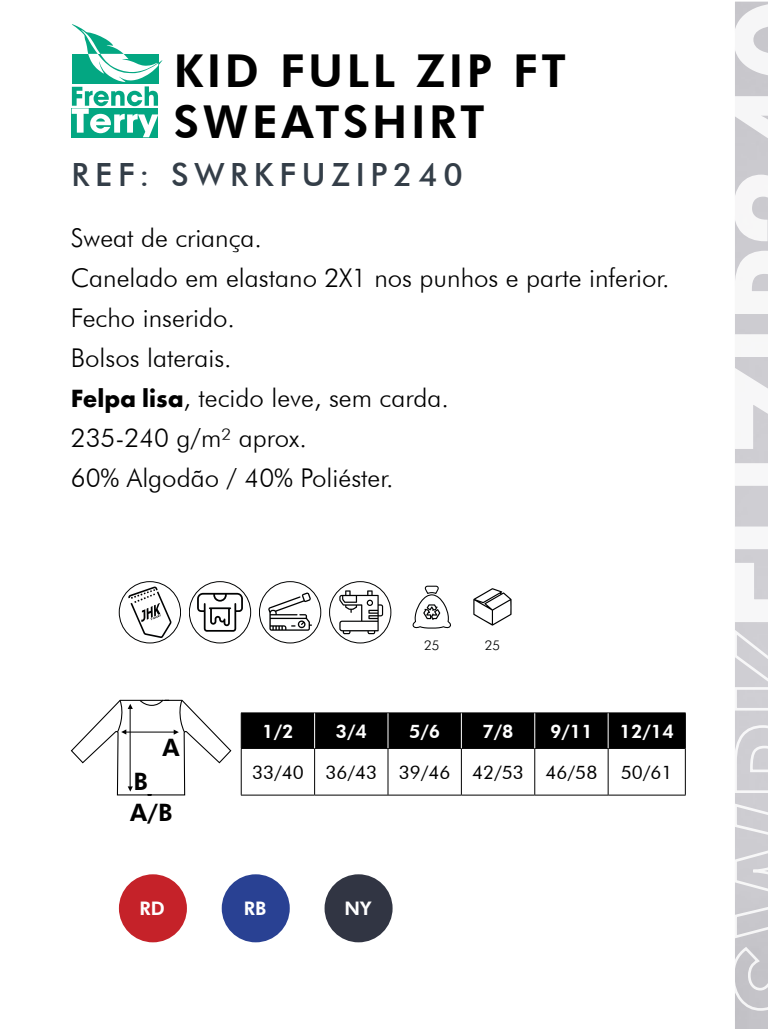 French
Terry
KID FULL ZIP FT
SWEATSHIRT
REF: SWRKFUZIP240
Sweat de criança.
Canelado em elastano 2X1 nos punhos e parte inferior.
Fecho inserido.
Bolsos laterais.
Felpa lisa, tecido leve, sem carda.
235-240 g/m² aprox.
60% Algodão / 40% Poliéster.
JHK
25 25
A
B
A/B
1/2 3/4 5/6 7/8 9/11 12/14
33/40 36/43 39/46 42/53 46/58 50/61
RD RB NY
SWRKFUZIP240